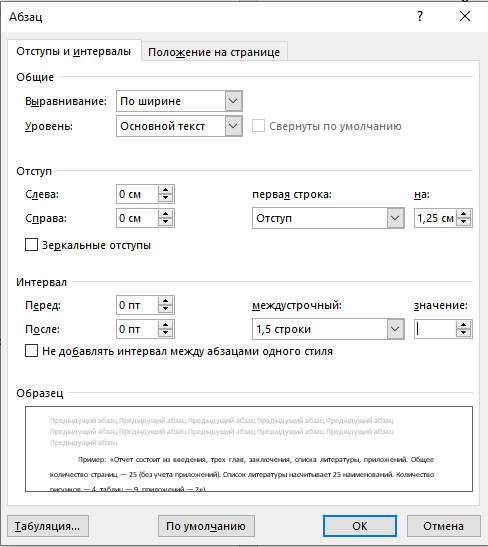 Абзац
Отступы и интервалы Положение на странице
Общие
Выравнивание: По ширине
Уровень: Основной текст Свернуты по умолчанию
Отступ
Слева: 0 см первая строка: на:
Справа: 0 см Отступ 1,25 см
Зеркальные отступы
Интервал
Перед: 0 пт междустрочный: значение:
После: 0 пт 1,5 строки
Не добавлять интервал между абзацами одного стиля
Образец
Предыдущий абзац Предыдущий абзац Предыдущий абзац Предыдущий абзац Предыдущий абзац
Предыдущий абзац Предыдущий абзац Предыдущий абзац Предыдущий абзац Предыдущий абзац
Предыдущий абзац
Пример: «Отчет состоит из введения, трех глав, заключения, списка литературы, приложений. Общее
количество страниц — 25 (без учета приложений). Список литературы насчитывает 25 наименований. Количество
рисунков — 4, таблиц — 9, приложений — 2»)
Табуляция... По умолчанию ОК Отмена